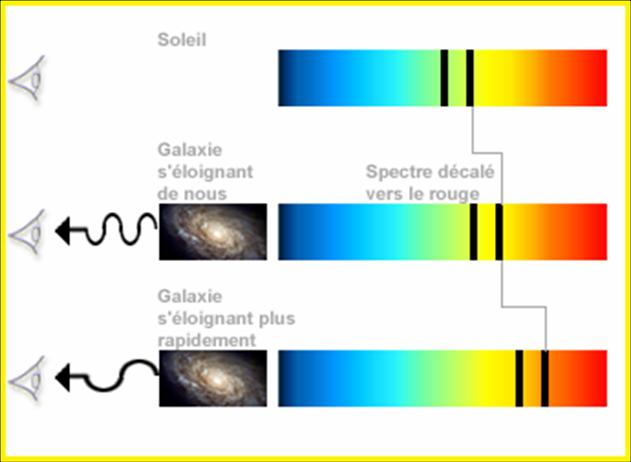 Soleil
Galaxie
s'éloignant
de nous
Spectre décalé
vers le rouge
Galaxie
s'éloignant plus
rapidement